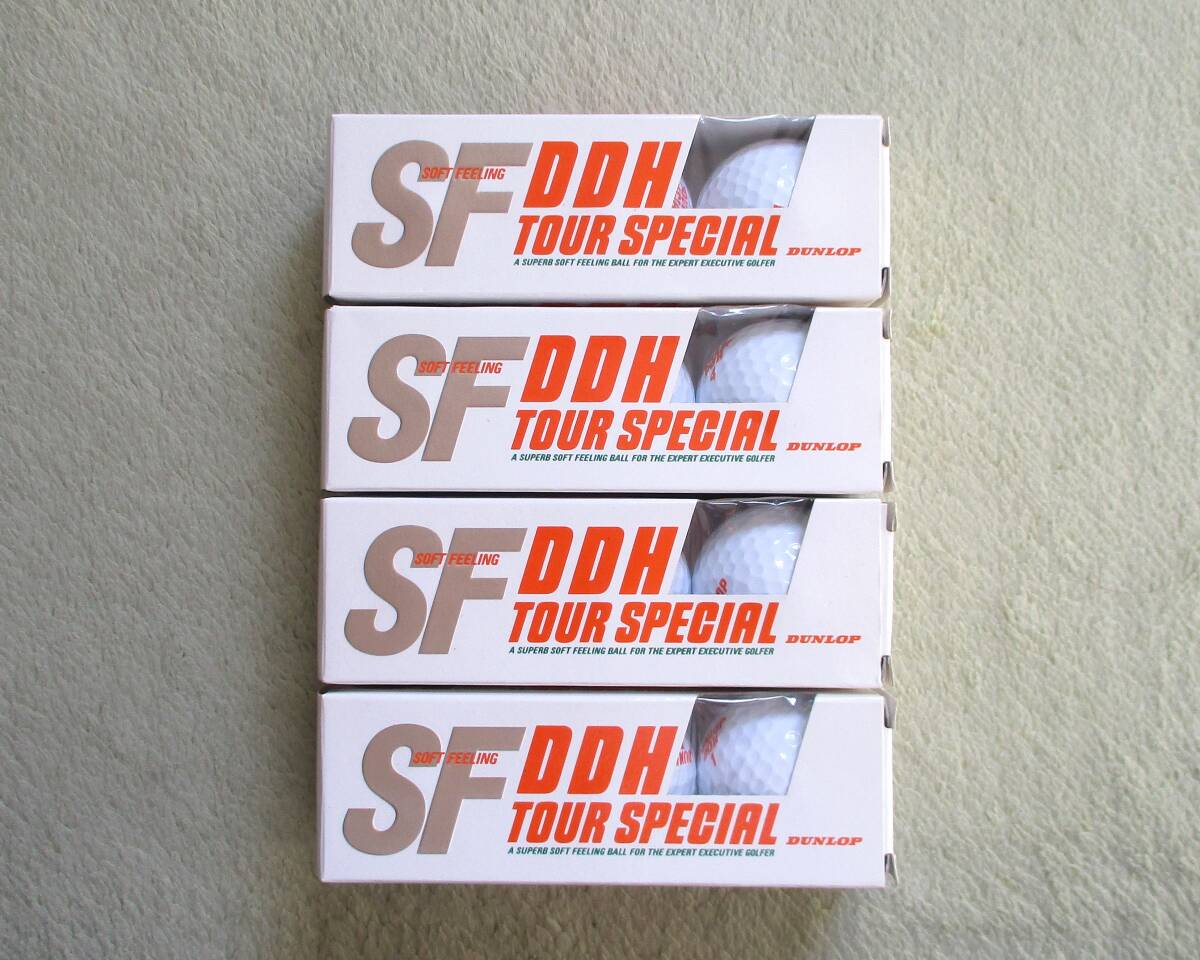 SF
SOFT FEELING
DDH
TOUR SPECIAL
DUNLOP
A SUPERB SOFT FEELING BALL FOR THE EXPERT EXECUTIVE GOLFER
SF
SOFT FEELING
DDH
TOUR SPECIAL
DUNLOP
A SUPERB SOFT FEELING BALL FOR THE EXPERT EXECUTIVE GOLFER
SF
SOFT FEELING
DDH
TOUR SPECIAL
DUNLOP
A SUPERB SOFT FEELING BALL FOR THE EXPERT EXECUTIVE GOLFER
SF
SOFT FEELING
DDH
TOUR SPECIAL
DUNLOP
A SUPERB SOFT FEELING BALL FOR THE EXPERT EXECUTIVE GOLFER